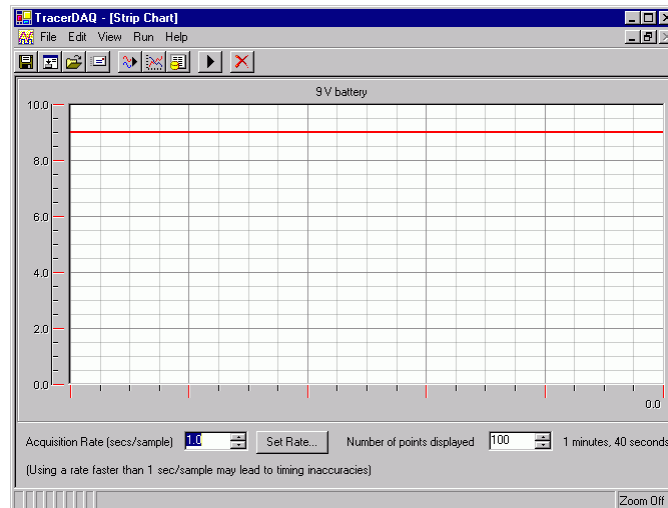 TracerDAQ - [Strip Chart]
File Edit View Run Help
9 V battery
10.0
8.0
6.0
4.0
2.0
0.0
0.0
Acquisition Rate (secs/sample) 1.0 Set Rate... Number of points displayed 100 1 minutes, 40 seconds
(Using a rate faster than 1 sec/sample may lead to timing inaccuracies)
Zoom Off